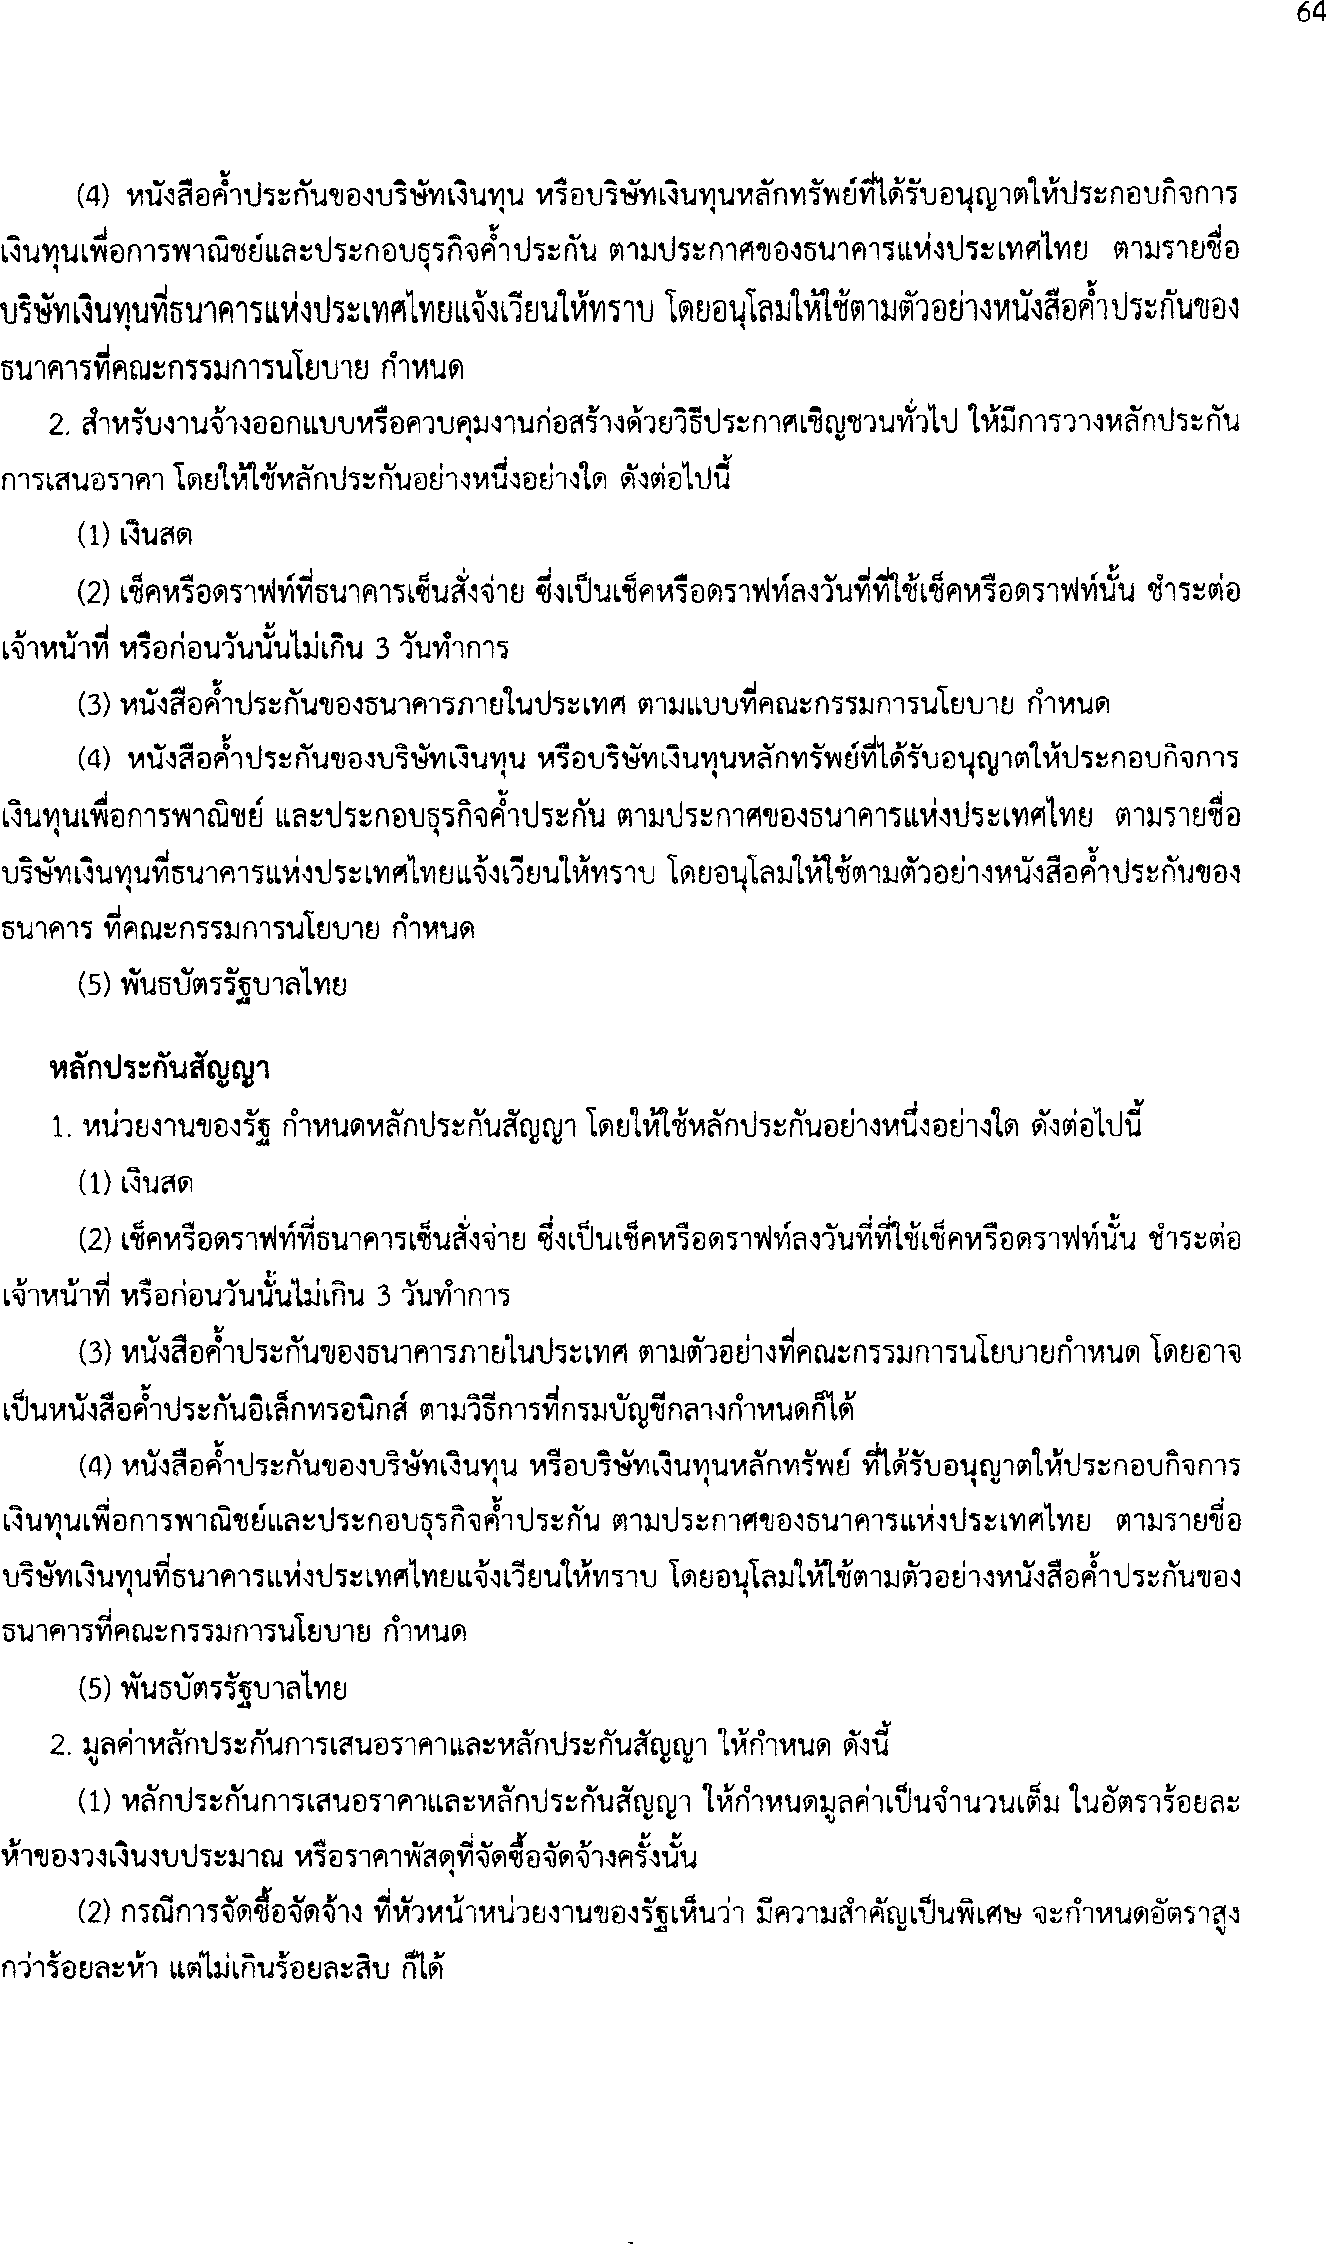 64
(4) หนังสือค้ำประกันของบริษัทเงินทุน หรือบริษัทเงินทุนหลักทรัพย์ที่ได้รับอนุญาตให้ประกอบกิจการ
เงินทุนเพื่อการพาณิชย์และประกอบธุรกิจค้ำประกัน ตามประกาศของธนาคารแห่งประเทศไทย ตามรายชื่อ
บริษัทเงินทุนที่ธนาคารแห่งประเทศไทยแจ้งเวียนให้ทราบ โดยอนุโลมให้ใช้ตามตัวอย่างหนังสือค้ำประกันของ
ธนาคารที่คณะกรรมการนโยบาย กำหนด
2. สำหรับงานจ้างออกแบบหรือควบคุมงานก่อสร้างด้วยวิธีประกาศเชิญชวนทั่วไป ให้มีการวางหลักประกัน
การเสนอราคา โดยให้ใช้หลักประกันอย่างหนึ่งอย่างใด ดังต่อไปนี้
(1) เงินสด
(2) เช็คหรือดราฟท์ที่ธนาคารเซ็นสั่งจ่าย ซึ่งเป็นเช็คหรือดราฟท์ลงวันที่ที่ใช้เช็คหรือดราฟท์นั้น ชำระต่อ
เจ้าหน้าที่ หรือก่อนวันนั้นไม่เกิน 3 วันทำการ
(3) หนังสือค้ำประกันของธนาคารภายในประเทศ ตามแบบที่คณะกรรมการนโยบาย กำหนด
(4) หนังสือค้ำประกันของบริษัทเงินทุน หรือบริษัทเงินทุนหลักทรัพย์ที่ได้รับอนุญาตให้ประกอบกิจการ
เงินทุนเพื่อการพาณิชย์ และประกอบธุรกิจค้ำประกัน ตามประกาศของธนาคารแห่งประเทศไทย ตามรายชื่อ
บริษัทเงินทุนที่ธนาคารแห่งประเทศไทยแจ้งเวียนให้ทราบ โดยอนุโลมให้ใช้ตามตัวอย่างหนังสือค้ำประกันของ
ธนาคาร ที่คณะกรรมการนโยบาย กำหนด
(5) พันธบัตรรัฐบาลไทย
หลักประกันสัญญา
1. หน่วยงานของรัฐ กำหนดหลักประกันสัญญา โดยให้ใช้หลักประกันอย่างหนึ่งอย่างใด ดังต่อไปนี้
(1) เงินสด
(2) เช็คหรือดราฟท์ที่ธนาคารเซ็นสั่งจ่าย ซึ่งเป็นเช็คหรือดราฟท์ลงวันที่ที่ใช้เช็คหรือดราฟท์นั้น ชำระต่อ
เจ้าหน้าที่ หรือก่อนวันนั้นไม่เกิน 3 วันทำการ
(3) หนังสือค้ำประกันของธนาคารภายในประเทศ ตามตัวอย่างที่คณะกรรมการนโยบายกำหนด โดยอาจ
เป็นหนังสือค้ำประกันอิเล็กทรอนิกส์ ตามวิธีการที่กรมบัญชีกลางกำหนดก็ได้
(4) หนังสือค้ำประกันของบริษัทเงินทุน หรือบริษัทเงินทุนหลักทรัพย์ ที่ได้รับอนุญาตให้ประกอบกิจการ
เงินทุนเพื่อการพาณิชย์และประกอบธุรกิจค้ำประกัน ตามประกาศของธนาคารแห่งประเทศไทย ตามรายชื่อ
บริษัทเงินทุนที่ธนาคารแห่งประเทศไทยแจ้งเวียนให้ทราบ โดยอนุโลมให้ใช้ตามตัวอย่างหนังสือค้ำประกันของ
ธนาคารที่คณะกรรมการนโยบาย กำหนด
(5) พันธบัตรรัฐบาลไทย
2. มูลค่าหลักประกันการเสนอราคาและหลักประกันสัญญา ให้กำหนด ดังนี้
(1) หลักประกันการเสนอราคาและหลักประกันสัญญา ให้กำหนดมูลค่าเป็นจำนวนเต็ม ในอัตราร้อยละ
ห้าของวงเงินงบประมาณ หรือราคาพัสดุที่จัดซื้อจัดจ้างครั้งนั้น
(2) กรณีการจัดซื้อจัดจ้าง ที่หัวหน้าหน่วยงานของรัฐเห็นว่า มีความสำคัญเป็นพิเศษ จะกำหนดอัตราสูง
กว่าร้อยละห้า แต่ไม่เกินร้อยละสิบ ก็ได้